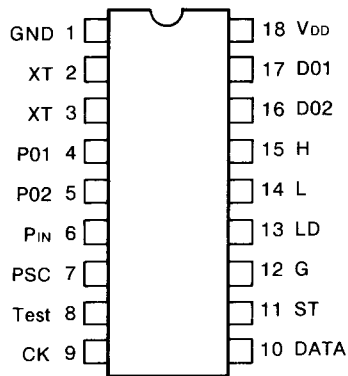 GND 1 18 VDD
XT 2 17 D01
XT 3 16 D02
P01 4 15 H
P02 5 14 L
PIN 6 13 LD
PSC 7 12 G
Test 8 11 ST
CK 9 10 DATA